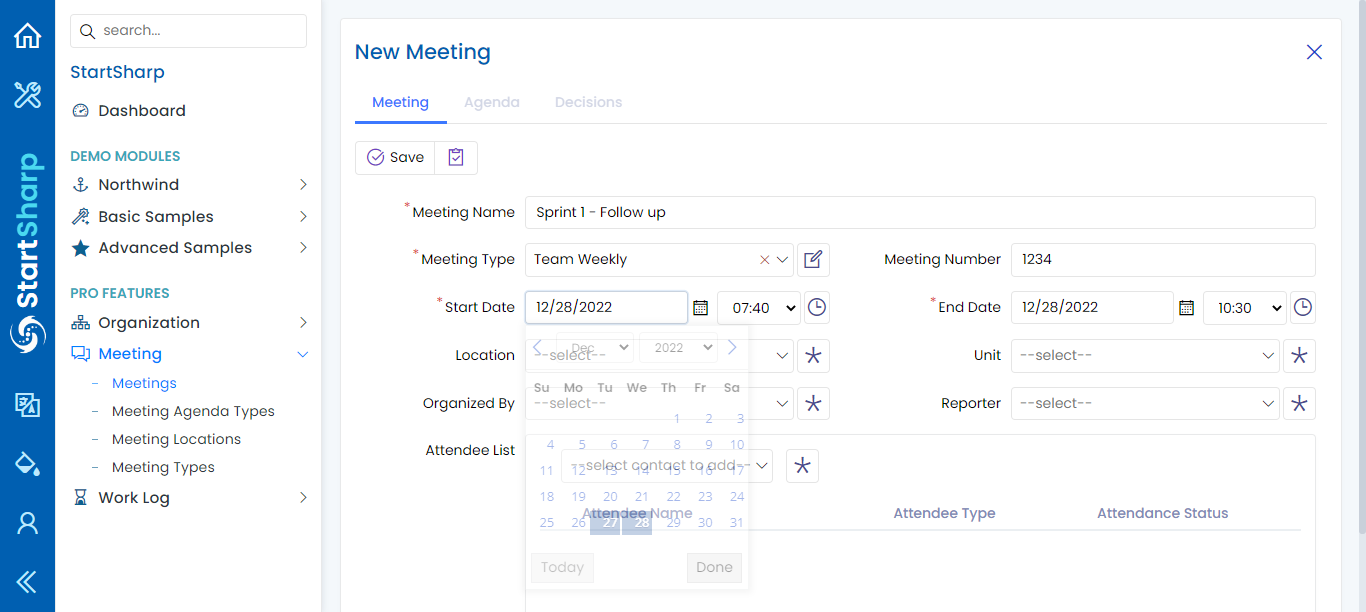 search...
StartSharp
Dashboard
DEMO MODULES
Northwind
Basic Samples
Advanced Samples
PRO FEATURES
Organization
Meeting
– Meetings
– Meeting Agenda Types
– Meeting Locations
– Meeting Types
Work Log
StartSharp
New Meeting
Meeting Agenda Decisions
Save
*Meeting Name Sprint 1 - Follow up
*Meeting Type Team Weekly Meeting Number 1234
*Start Date 12/28/2022 07:40 *End Date 12/28/2022 10:30
Location --select-- Unit --select--
Organized By --select-- Reporter --select--
Attendee List
--select contact to add--
Attendee Name Attendee Type Attendance Status
Dec 2022
Su Mo Tu We Th Fr Sa
1 2 3
4 5 6 7 8 9 10
11 12 13 14 15 16 17
18 19 20 21 22 23 24
25 26 27 28 29 30 31
Today Done